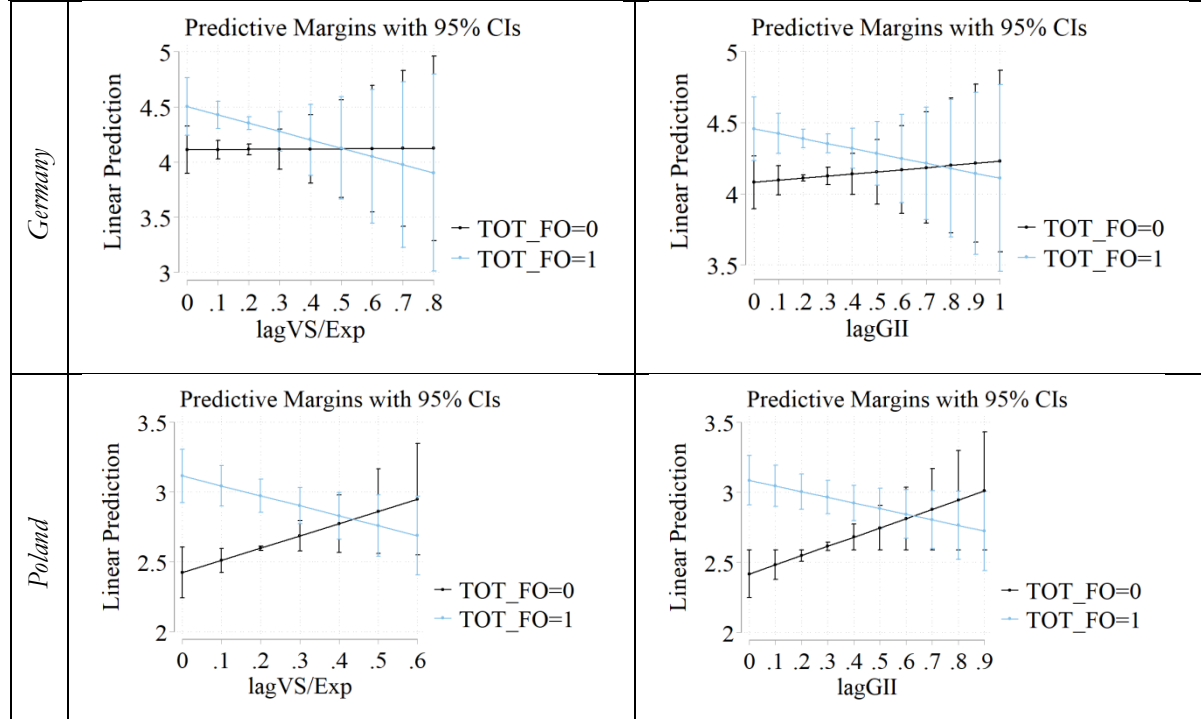 Germany
Predictive Margins with 95% CIs
Linear Prediction
5
4.5
4
3.5
3
0 .1 .2 .3 .4 .5 .6 .7 .8
lagVS/Exp
TOT_FO=0
TOT_FO=1
Predictive Margins with 95% CIs
Linear Prediction
5
4.5
4
3.5
0 .1 .2 .3 .4 .5 .6 .7 .8 .9 1
lagGII
TOT_FO=0
TOT_FO=1
Poland
Predictive Margins with 95% CIs
Linear Prediction
3.5
3
2.5
2
0 .1 .2 .3 .4 .5 .6
lagVS/Exp
TOT_FO=0
TOT_FO=1
Predictive Margins with 95% CIs
Linear Prediction
3.5
3
2.5
2
0 .1 .2 .3 .4 .5 .6 .7 .8 .9
lagGII
TOT_FO=0
TOT_FO=1